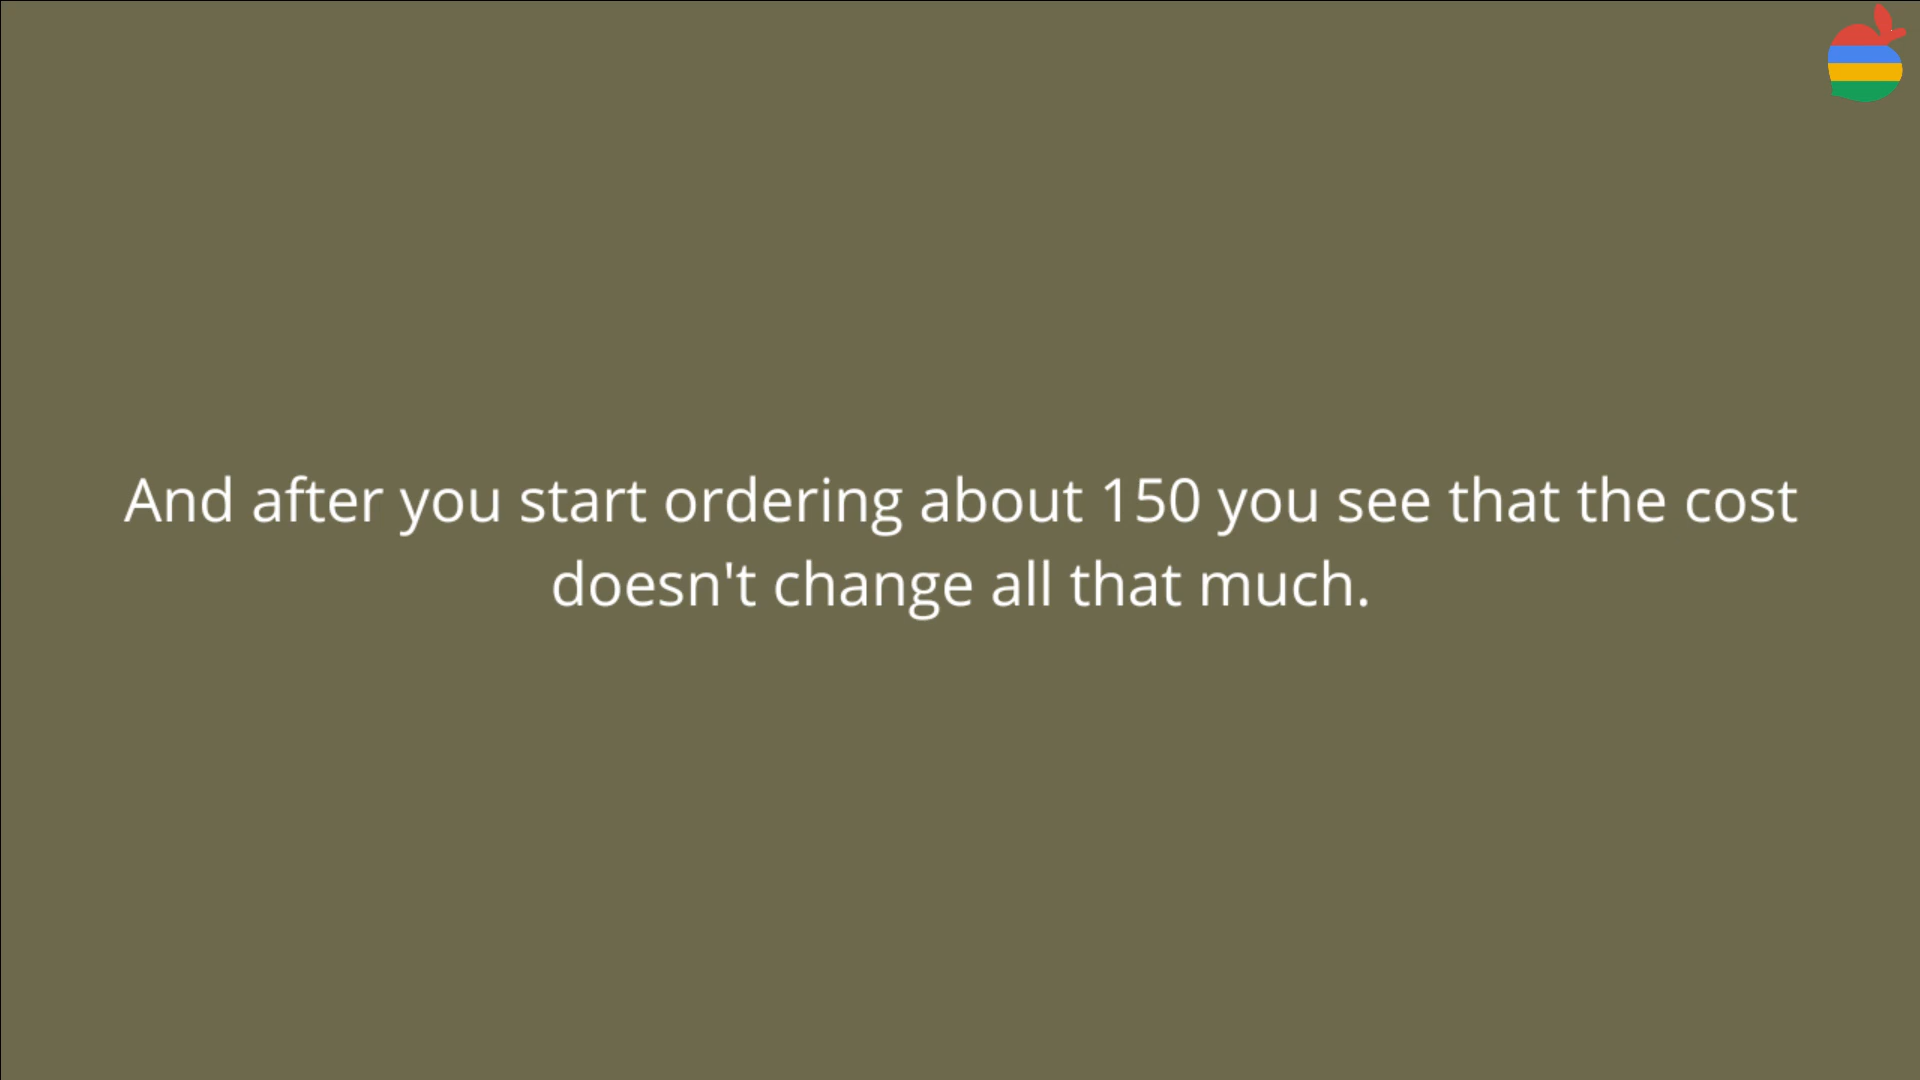 And after you start ordering about 150 you see that the cost
doesn't change all that much.